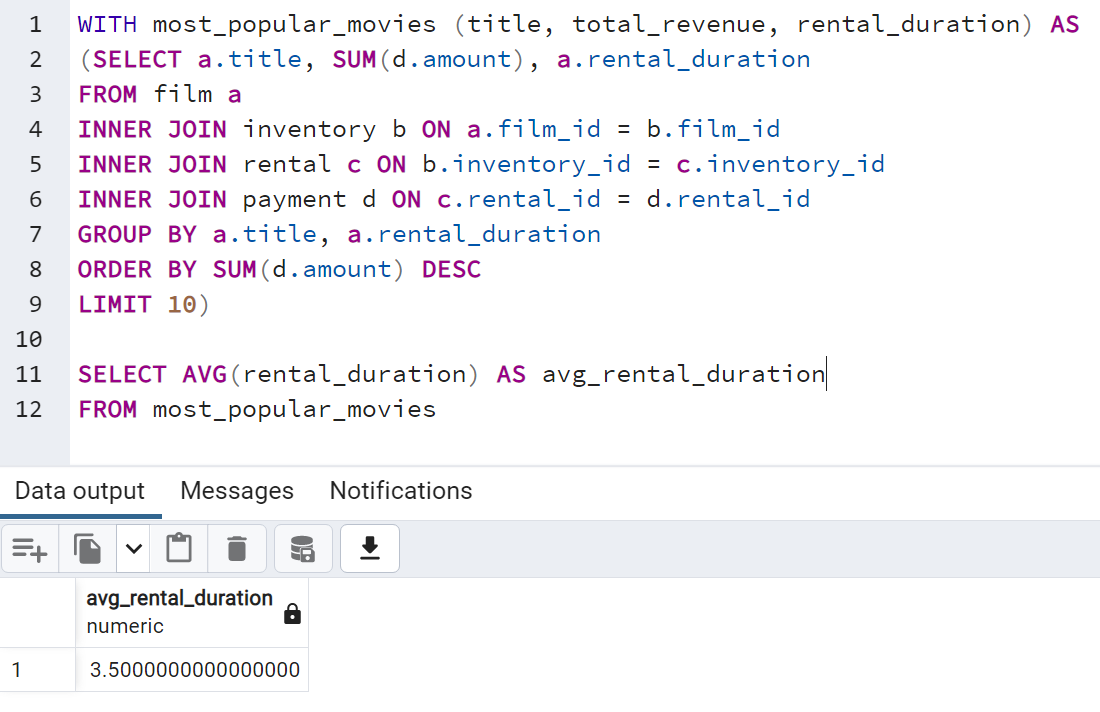 1 WITH most_popular_movies (title, total_revenue, rental_duration) AS
2 (SELECT a.title, SUM(d.amount), a.rental_duration
3 FROM film a
4 INNER JOIN inventory b ON a.film_id = b.film_id
5 INNER JOIN rental c ON b.inventory_id = c.inventory_id
6 INNER JOIN payment d ON c.rental_id = d.rental_id
7 GROUP BY a.title, a.rental_duration
8 ORDER BY SUM(d.amount) DESC
9 LIMIT 10)
10
11 SELECT AVG(rental_duration) AS avg_rental_duration
12 FROM most_popular_movies
Data output Messages Notifications
avg_rental_duration
numeric
1 3.5000000000000000